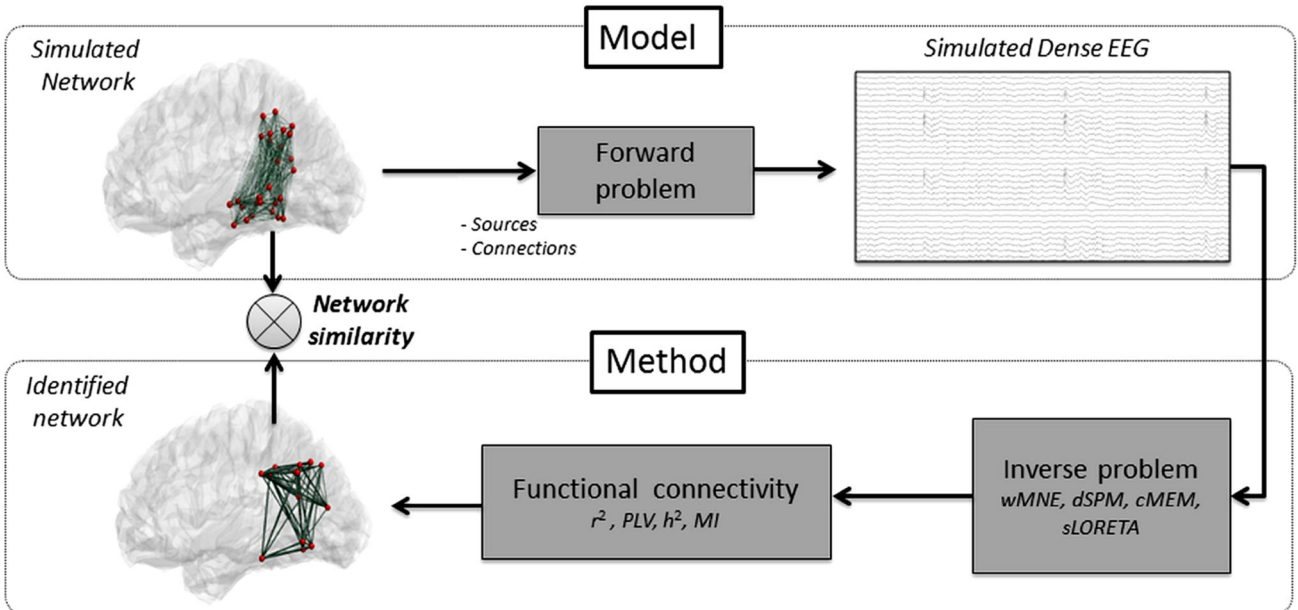 Model
Simulated
Network
Simulated Dense EEG
Forward
problem
- Sources
- Connections
Network
similarity
Method
Identified
network
Functional connectivity
r², PLV, h², MI
Inverse problem
wMNE, dSPM, cMEM,
sLORETA